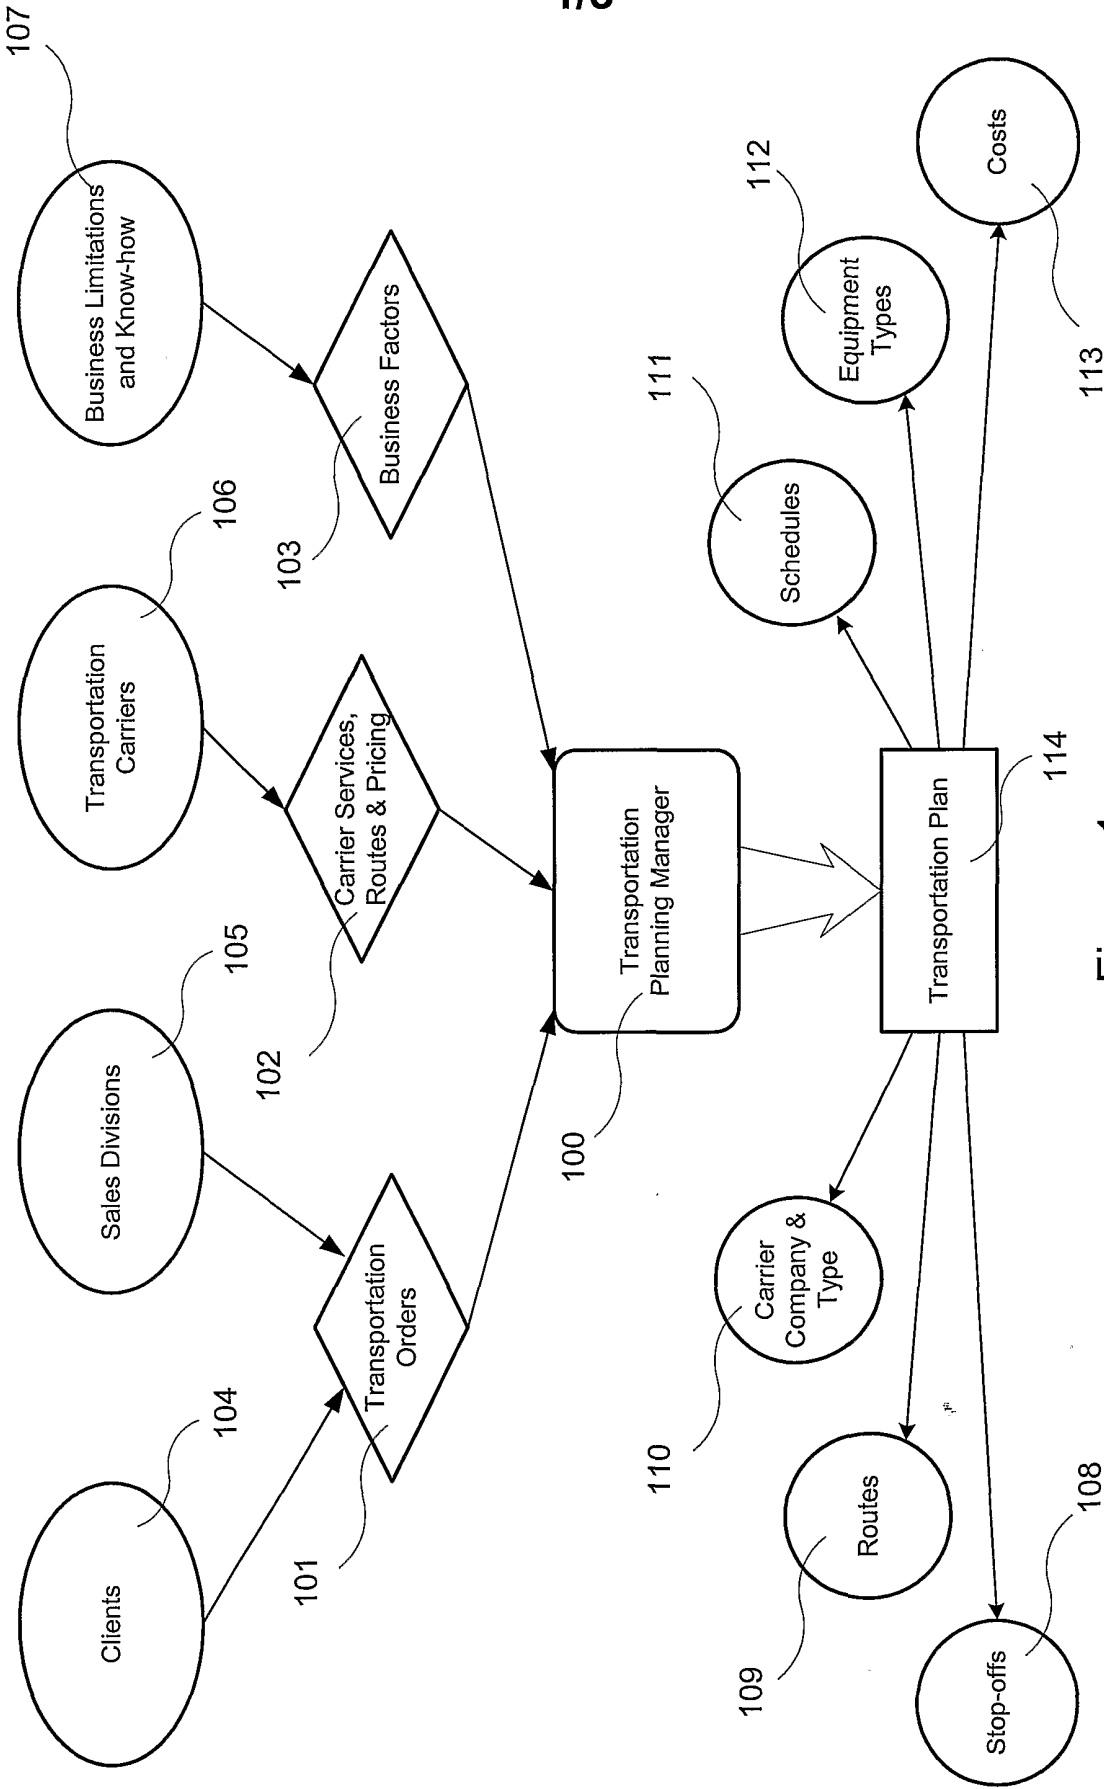 Clients
104
Sales Divisions
105
Transportation
Carriers
106
Business Limitations
and Know-how
107
101
Transportation
Orders
102
Carrier Services,
Routes & Pricing
103
Business Factors
100
Transportation
Planning Manager
109
Routes
110
Carrier
Company &
Type
111
Schedules
112
Equipment
Types
Stop-offs
108
Transportation Plan
114
Costs
113